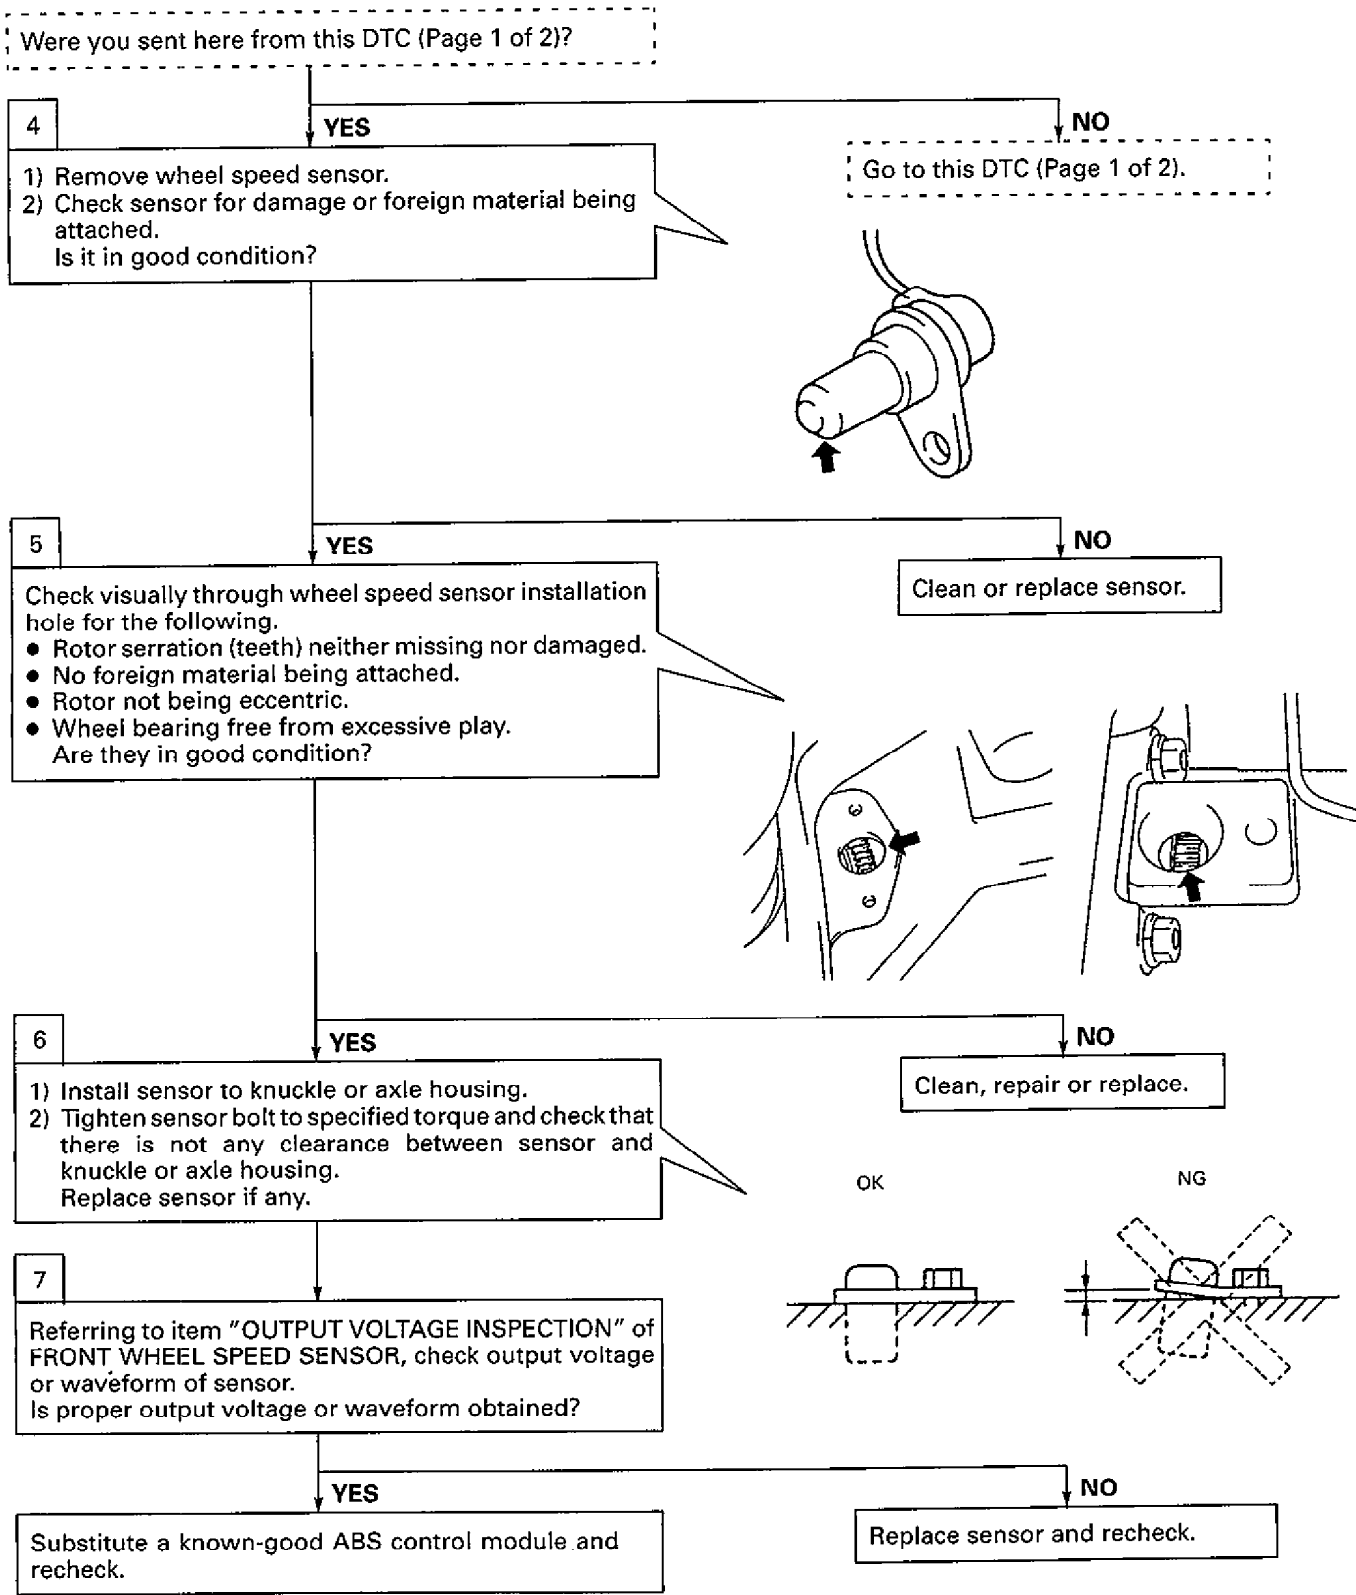 Were you sent here from this DTC (Page 1 of 2)?
4
YES
NO
1) Remove wheel speed sensor.
2) Check sensor for damage or foreign material being
attached.
Is it in good condition?
Go to this DTC (Page 1 of 2).
5
YES
NO
Check visually through wheel speed sensor installation
hole for the following.
● Rotor serration (teeth) neither missing nor damaged.
● No foreign material being attached.
● Rotor not being eccentric.
● Wheel bearing free from excessive play.
Are they in good condition?
Clean or replace sensor.
6
YES
NO
1) Install sensor to knuckle or axle housing.
2) Tighten sensor bolt to specified torque and check that
there is not any clearance between sensor and
knuckle or axle housing.
Replace sensor if any.
Clean, repair or replace.
OK
NG
7
Referring to item "OUTPUT VOLTAGE INSPECTION" of
FRONT WHEEL SPEED SENSOR, check output voltage
or waveform of sensor.
Is proper output voltage or waveform obtained?
YES
NO
Substitute a known-good ABS control module and
recheck.
Replace sensor and recheck.